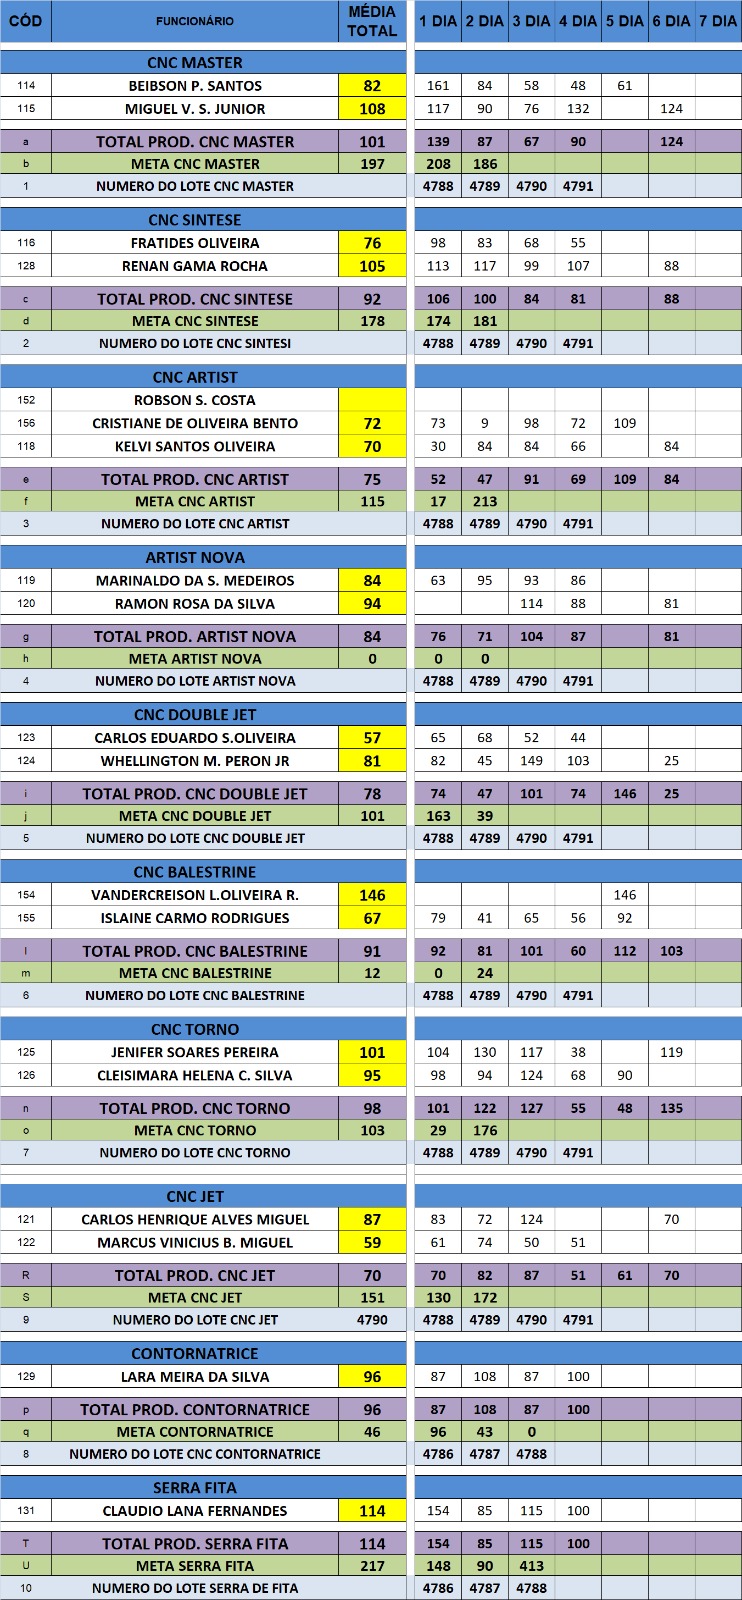 CÓD FUNCIONÁRIO MÉDIA TOTAL 1 DIA 2 DIA 3 DIA 4 DIA 5 DIA 6 DIA 7 DIA
CNC MASTER
114 BEIBSON P. SANTOS 82 161 84 58 48 61
115 MIGUEL V. S. JUNIOR 108 117 90 76 132 124
a TOTAL PROD. CNC MASTER 101 139 87 67 90 124
b META CNC MASTER 197 208 186
1 NUMERO DO LOTE CNC MASTER 4788 4789 4790 4791
CNC SINTESE
116 FRATIDES OLIVEIRA 76 98 83 68 55
128 RENAN GAMA ROCHA 105 113 117 99 107 88
c TOTAL PROD. CNC SINTESE 92 106 100 84 81 88
d META CNC SINTESE 178 174 181
2 NUMERO DO LOTE CNC SINTESI 4788 4789 4790 4791
CNC ARTIST
152 ROBSON S. COSTA
156 CRISTIANE DE OLIVEIRA BENTO 72 73 9 98 72 109
118 KELVI SANTOS OLIVEIRA 70 30 84 84 66 84
e TOTAL PROD. CNC ARTIST 75 52 47 91 69 109 84
f META CNC ARTIST 115 17 213
3 NUMERO DO LOTE CNC ARTIST 4788 4789 4790 4791
ARTIST NOVA
119 MARINALDO DA S. MEDEIROS 84 63 95 93 86
120 RAMON ROSA DA SILVA 94 114 88 81
g TOTAL PROD. ARTIST NOVA 84 76 71 104 87 81
h META ARTIST NOVA 0 0 0
4 NUMERO DO LOTE ARTIST NOVA 4788 4789 4790 4791
CNC DOUBLE JET
123 CARLOS EDUARDO S.OLIVEIRA 57 65 68 52 44
124 WHELLINGTON M. PERON JR 81 82 45 149 103 25
i TOTAL PROD. CNC DOUBLE JET 78 74 47 101 74 146 25
j META CNC DOUBLE JET 101 163 39
5 NUMERO DO LOTE CNC DOUBLE JET 4788 4789 4790 4791
CNC BALESTRINE
154 VANDERCREISON L.OLIVEIRA R. 146 146
155 ISLAINE CARMO RODRIGUES 67 79 41 65 56 92
l TOTAL PROD. CNC BALESTRINE 91 92 81 101 60 112 103
m META CNC BALESTRINE 12 0 24
6 NUMERO DO LOTE CNC BALESTRINE 4788 4789 4790 4791
CNC TORNO
125 JENIFER SOARES PEREIRA 101 104 130 117 38 119
126 CLEISIMARA HELENA C. SILVA 95 98 94 124 68 90
n TOTAL PROD. CNC TORNO 98 101 122 127 55 48 135
o META CNC TORNO 103 29 176
7 NUMERO DO LOTE CNC TORNO 4788 4789 4790 4791
CNC JET
121 CARLOS HENRIQUE ALVES MIGUEL 87 83 72 124 70
122 MARCUS VINICIUS B. MIGUEL 59 61 74 50 51
R TOTAL PROD. CNC JET 70 70 82 87 51 61 70
S META CNC JET 151 130 172
9 NUMERO DO LOTE CNC JET 4790 4788 4789 4790 4791
CONTORNATRICE
129 LARA MEIRA DA SILVA 96 87 108 87 100
p TOTAL PROD. CONTORNATRICE 96 87 108 87 100
q META CONTORNATRICE 46 96 43 0
8 NUMERO DO LOTE CNC CONTORNATRICE 4786 4787 4788
SERRA FITA
131 CLAUDIO LANA FERNANDES 114 154 85 115 100
T TOTAL PROD. SERRA FITA 114 154 85 115 100
U META SERRA FITA 217 148 90 413
10 NUMERO DO LOTE SERRA DE FITA 4786 4787 4788